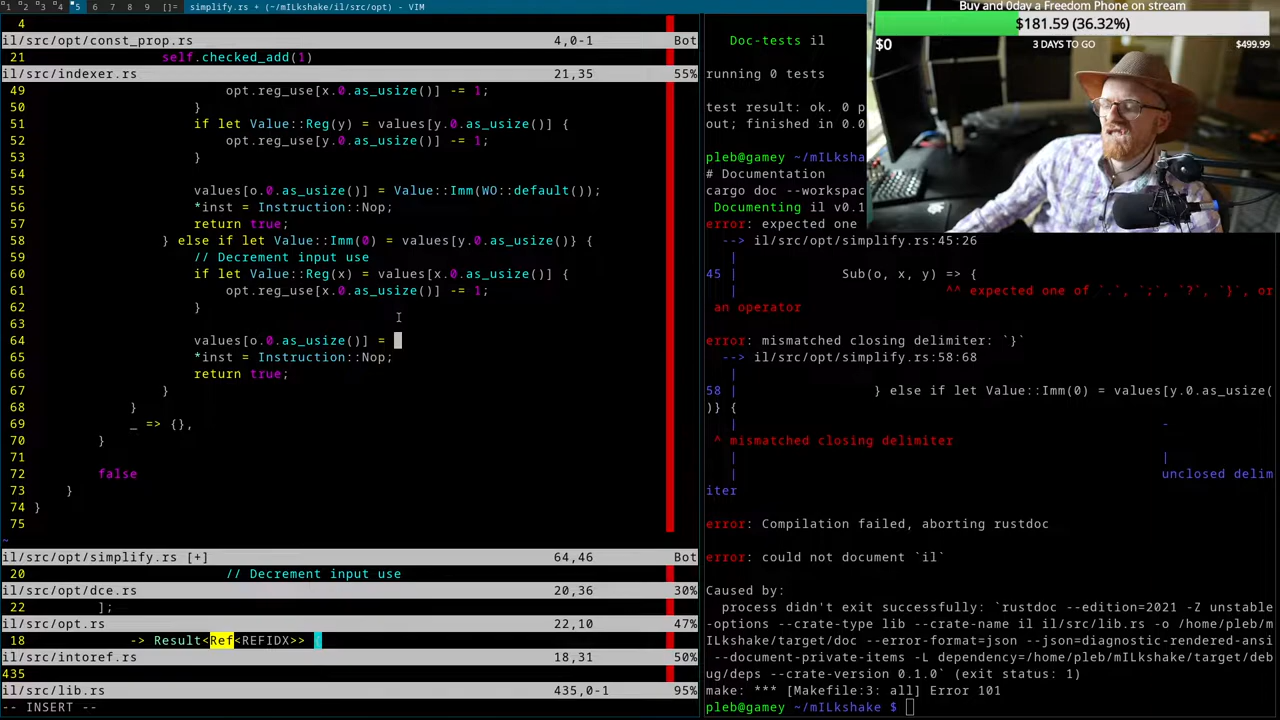 1 2 3 4 5 6 7 8 9 []= simplify.rs + (~/mILkshake/il/src/opt) - VIM
4
il/src/opt/const_prop.rs 4,0-1 Bot
21 self.checked_add(1)
il/src/indexer.rs 21,35 55%
49 opt.reg_use[x.0.as_usize()] -= 1;
50 }
51 if let Value::Reg(y) = values[y.0.as_usize()] {
52 opt.reg_use[y.0.as_usize()] -= 1;
53 }
54
55 values[o.0.as_usize()] = Value::Imm(WO::default());
56 *inst = Instruction::Nop;
57 return true;
58 } else if let Value::Imm(0) = values[y.0.as_usize()} {
59 // Decrement input use
60 if let Value::Reg(x) = values[x.0.as_usize()] {
61 opt.reg_use[x.0.as_usize()] -= 1;
62 }
63
64 values[o.0.as_usize()] =
65 *inst = Instruction::Nop;
66 return true;
67 }
68 }
69 _ => {},
70 }
71
72 false
73 }
74 }
75
~
il/src/opt/simplify.rs [+] 64,46 Bot
20 // Decrement input use
il/src/opt/dce.rs 20,36 30%
22 ];
il/src/opt.rs 22,10 47%
18 -> Result<Ref<REFIDX>> {
il/src/intoref.rs 18,31 50%
435
il/src/lib.rs 435,0-1 95%
-- INSERT --
Doc-tests il
running 0 tests
test result: ok. 0 p
out; finished in 0.0
pleb@gamey ~/mILksha
# Documentation
cargo doc --workspac
Documenting il v0.1
error: expected one
--> il/src/opt/simplify.rs:45:26
|
45 | Sub(o, x, y) => {
| ^^ expected one of `.`, `;`, `?`, `}`, or
an operator
error: mismatched closing delimiter: `}`
--> il/src/opt/simplify.rs:58:68
|
58 | } else if let Value::Imm(0) = values[y.0.as_usize(
)} {
| -
^ mismatched closing delimiter
| |
| unclosed delim
iter
error: Compilation failed, aborting rustdoc
error: could not document `il`
Caused by:
process didn't exit successfully: `rustdoc --edition=2021 -Z unstable
-options --crate-type lib --crate-name il il/src/lib.rs -o /home/pleb/m
ILkshake/target/doc --error-format=json --json=diagnostic-rendered-ansi
--document-private-items -L dependency=/home/pleb/mILkshake/target/deb
ug/deps --crate-version 0.1.0` (exit status: 1)
make: *** [Makefile:3: all] Error 101
pleb@gamey ~/mILkshake $
Buy and 0day a Freedom Phone on stream
$181.59 (36.32%)
$0 3 DAYS TO GO $499.99